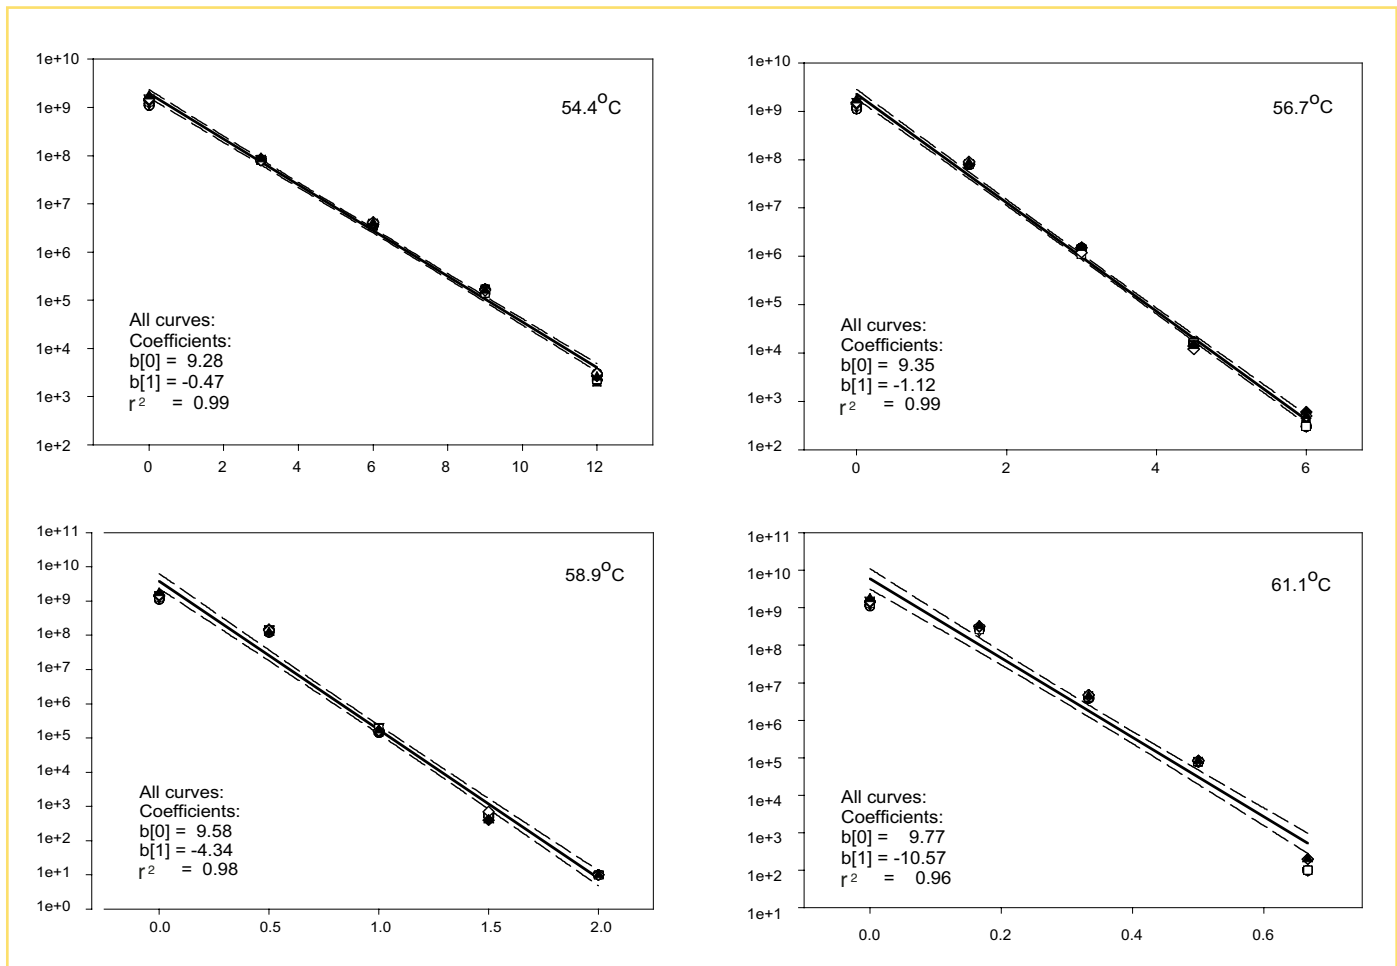 1e+10
1e+9
1e+8
1e+7
1e+6
1e+5
1e+4
1e+3
1e+2
54.4°C
All curves:
Coefficients:
b[0] = 9.28
b[1] = -0.47
r² = 0.99
0 2 4 6 8 10 12
1e+10
1e+9
1e+8
1e+7
1e+6
1e+5
1e+4
1e+3
1e+2
56.7°C
All curves:
Coefficients:
b[0] = 9.35
b[1] = -1.12
r² = 0.99
0 2 4 6
1e+11
1e+10
1e+9
1e+8
1e+7
1e+6
1e+5
1e+4
1e+3
1e+2
1e+1
1e+0
58.9°C
All curves:
Coefficients:
b[0] = 9.58
b[1] = -4.34
r² = 0.98
0.0 0.5 1.0 1.5 2.0
1e+11
1e+10
1e+9
1e+8
1e+7
1e+6
1e+5
1e+4
1e+3
1e+2
1e+1
61.1°C
All curves:
Coefficients:
b[0] = 9.77
b[1] = -10.57
r² = 0.96
0.0 0.2 0.4 0.6